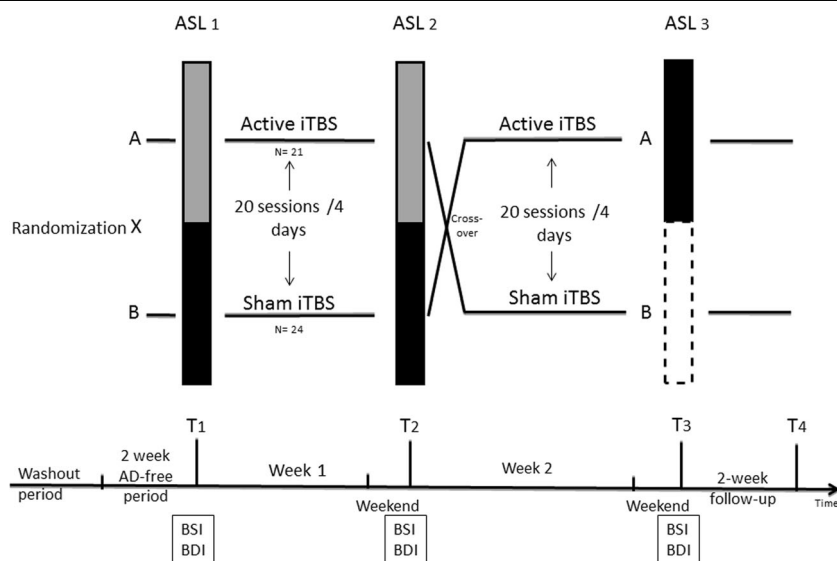 ASL 1
ASL 2
ASL 3
A
Active iTBS
N= 21
Active iTBS
A
Randomization X
20 sessions /4
days
Cross-
over
20 sessions /4
days
B
Sham iTBS
N= 24
Sham iTBS
B
T1
T2
T3
T4
Washout
period
2 week
AD-free
period
Week 1
Weekend
Week 2
Weekend
2-week
follow-up
Time
BSI
BDI
BSI
BDI
BSI
BDI